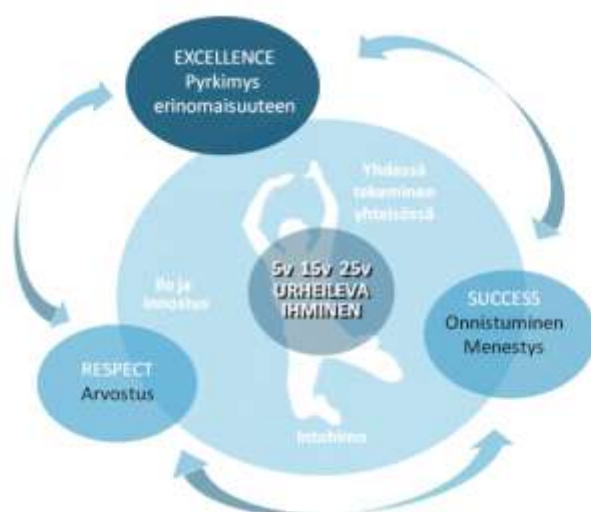 EXCELLENCE
Pyrkimys
erinomaisuuteen
Yhdessä
tekeminen
yhteisössä
Ilo ja
innostus
5v 15v 25v
URHEILEVA
IHMINEN
SUCCESS
Onnistuminen
Menestys
RESPECT
Arvostus
Intohimo